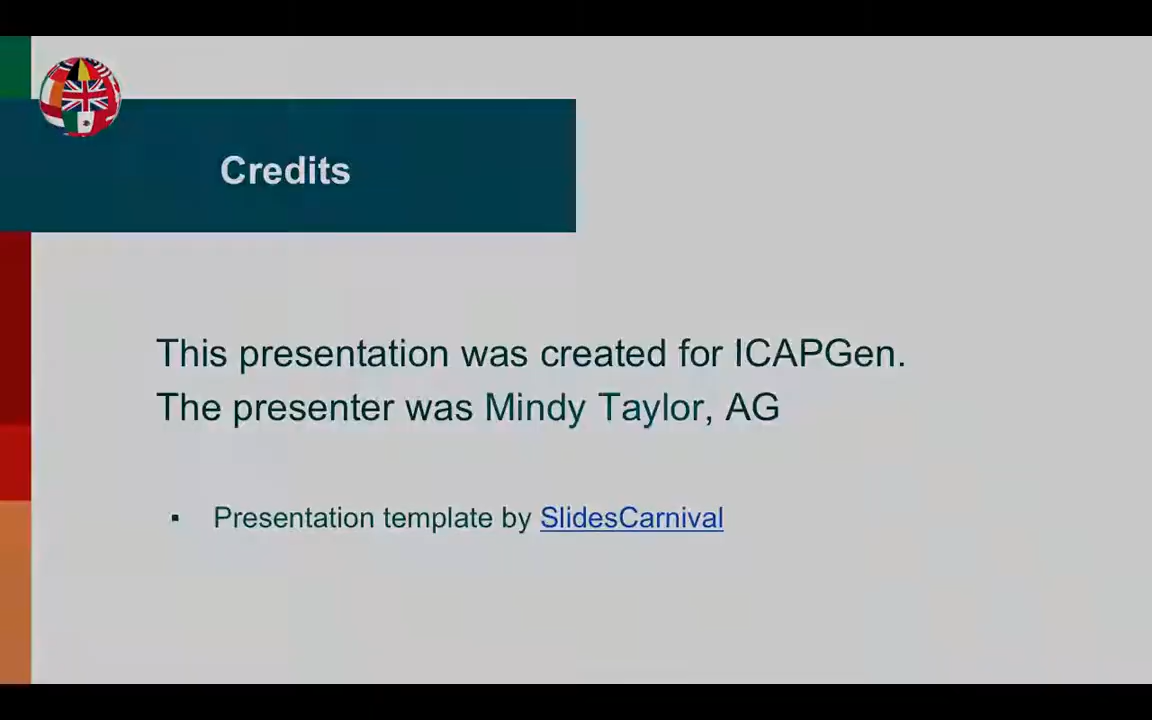 Credits
This presentation was created for ICAPGen.
The presenter was Mindy Taylor, AG
▪ Presentation template by SlidesCarnival